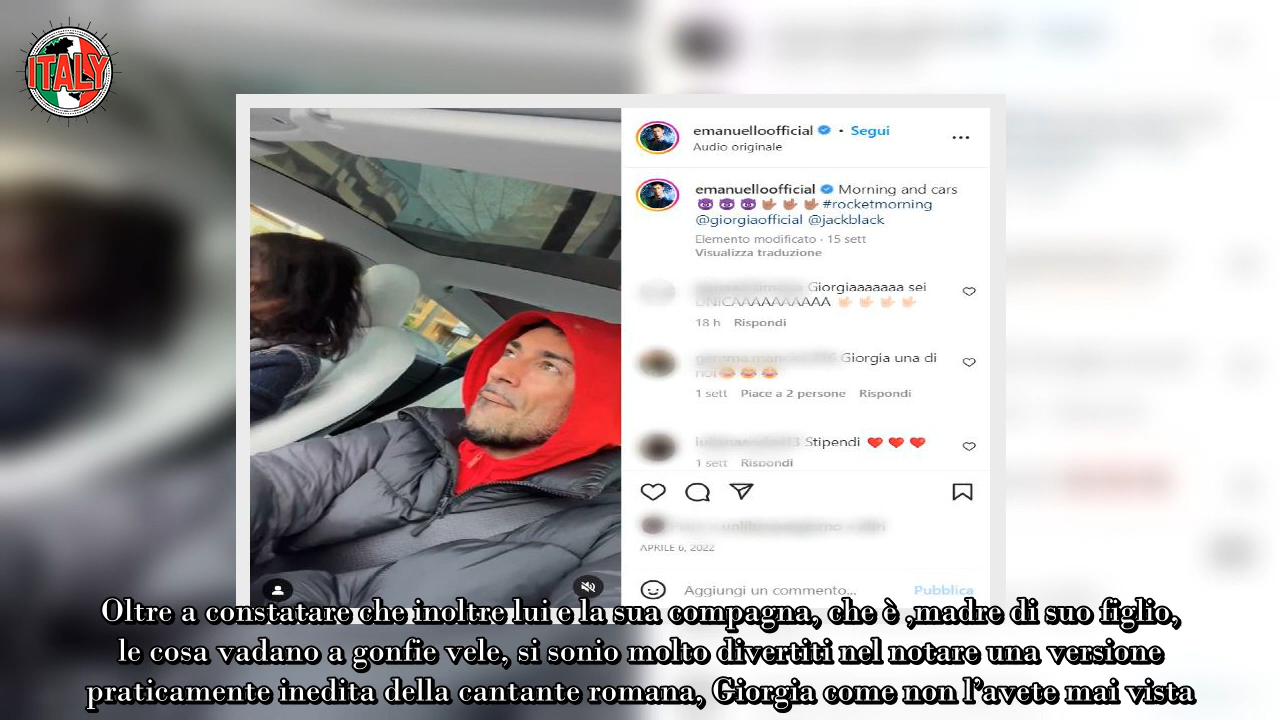 ITALY
emanuelloofficial • Segui
Audio originale
emanuelloofficial Morning and cars
#rocketmorning
@giorgiaofficial @jackblack
Elemento modificato · 15 sett
Visualizza traduzione
Giorgiaaaaaaa sei
UNICAAAAAAAAAAA
18 h Rispondi
Giorgia una di
noi
1 sett Piace a 2 persone Rispondi
Stipendi
1 sett Rispondi
APRILE 6, 2022
Aggiungi un commento... Pubblica
Oltre a constatare che inoltre lui e la sua compagna, che è ,madre di suo figlio,
le cosa vadano a gonfie vele, si sonio molto divertiti nel notare una versione
praticamente inedita della cantante romana, Giorgia come non l'avete mai vista